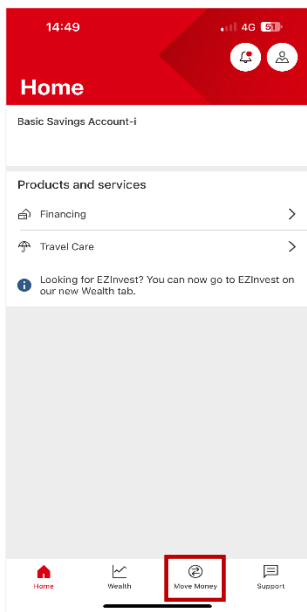 14:49
4G 51
Home
Basic Savings Account-i
Products and services
Financing
Travel Care
Looking for EZInvest? You can now go to EZInvest on
our new Wealth tab.
Home Wealth Move Money Support